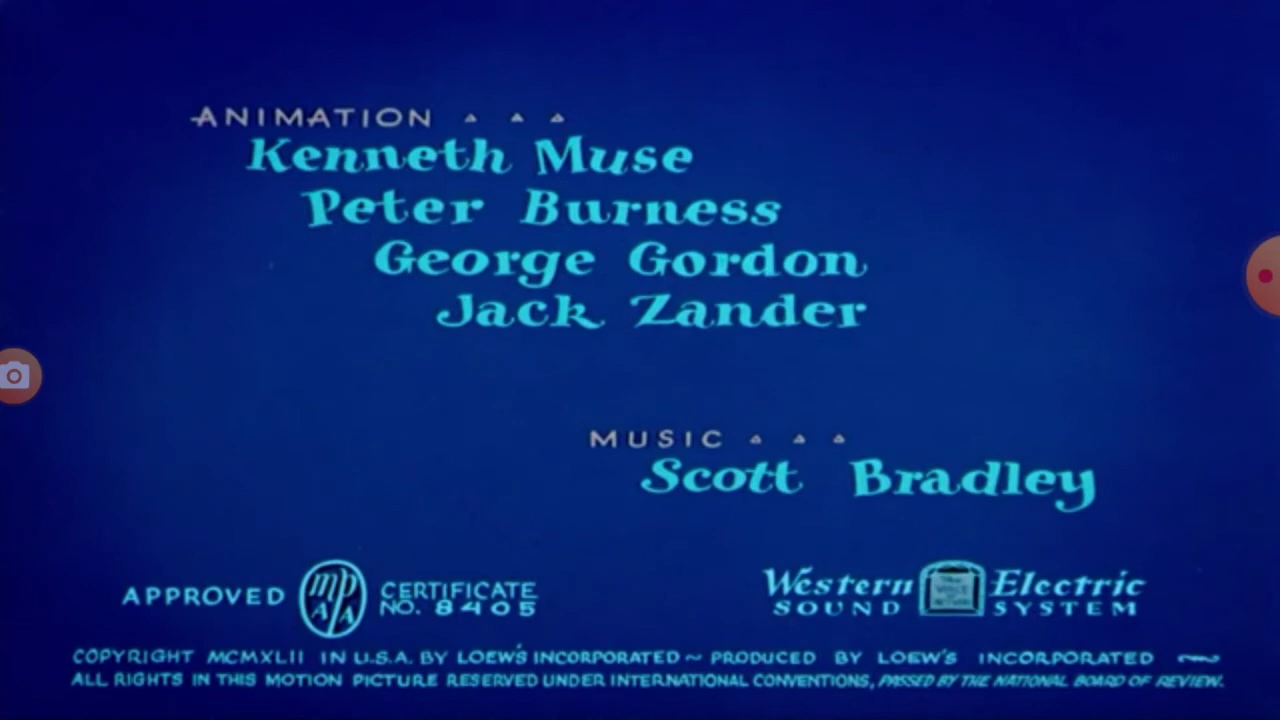 ANIMATION
Kenneth Muse
Peter Burness
George Gordon
Jack Zander
MUSIC
Scott Bradley
APPROVED MPPA CERTIFICATE NO. 8405
Western Electric
SOUND SYSTEM
COPYRIGHT MCMXLII IN U.S.A. BY LOEW'S INCORPORATED ~ PRODUCED BY LOEW'S INCORPORATED ~
ALL RIGHTS IN THIS MOTION PICTURE RESERVED UNDER INTERNATIONAL CONVENTIONS, PASSED BY THE NATIONAL BOARD OF REVIEW.